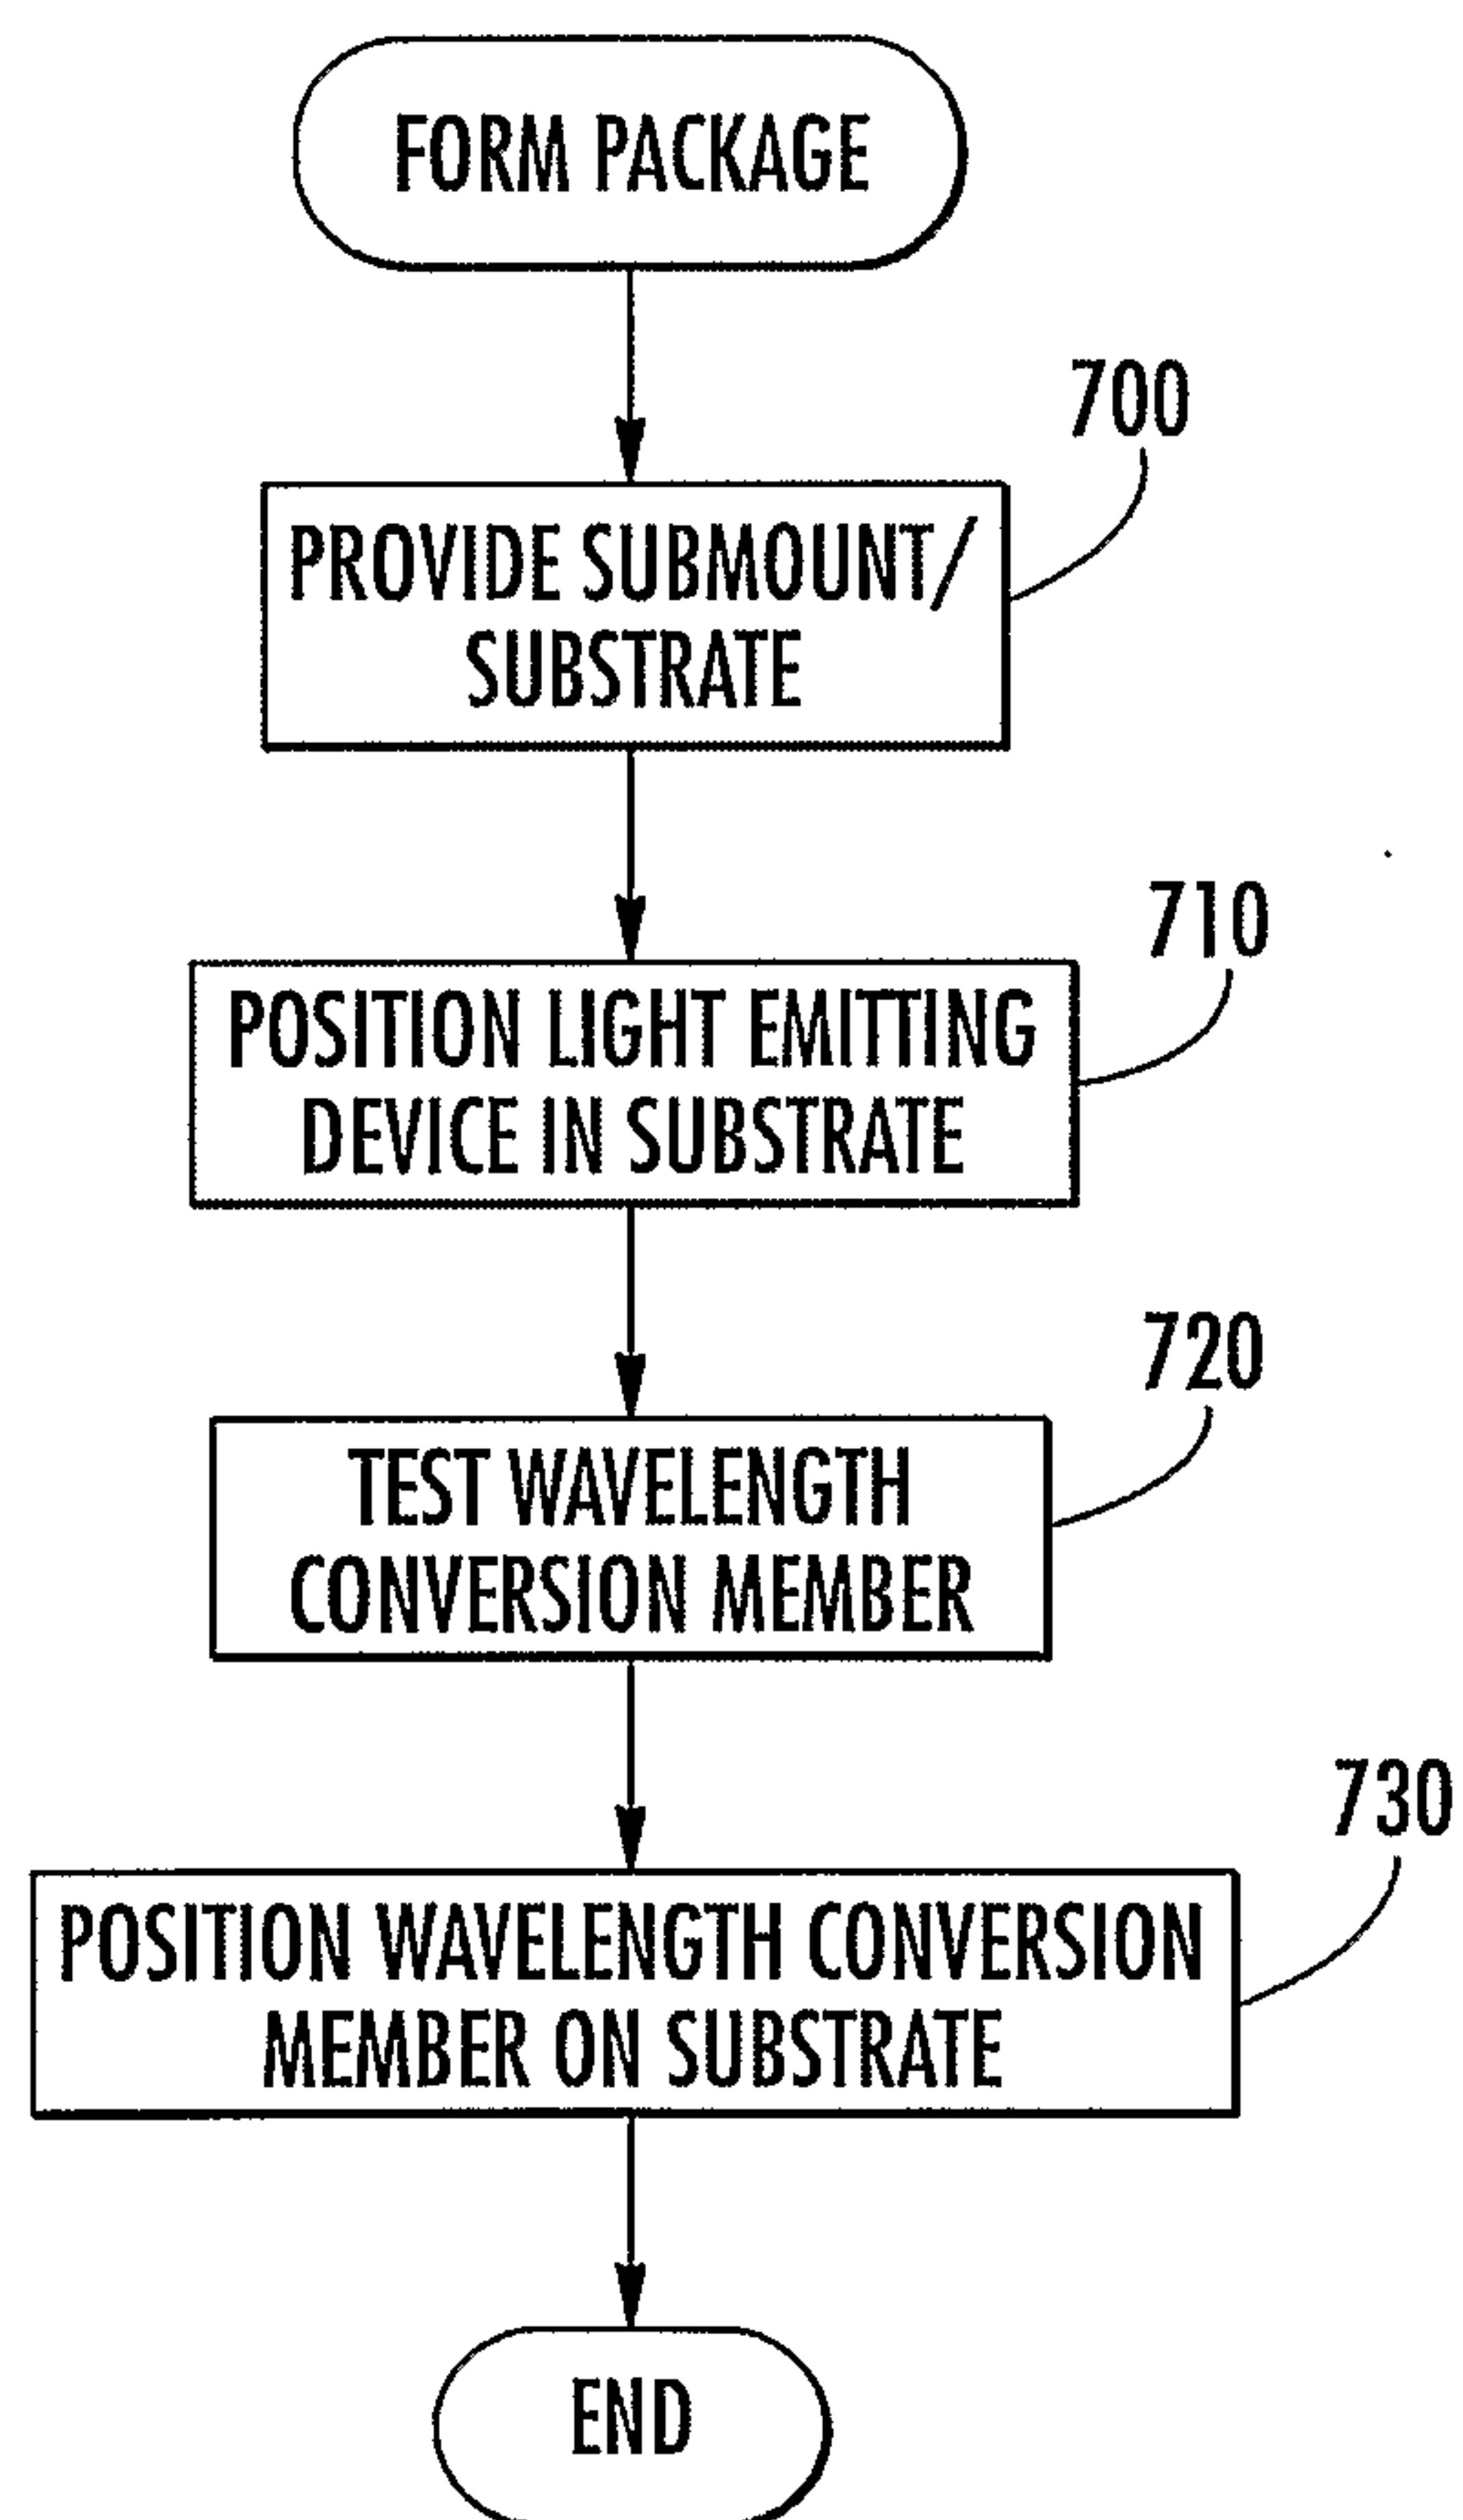 FORM PACKAGE
700
PROVIDE SUBMOUNT/
SUBSTRATE
710
POSITION LIGHT EMITTING
DEVICE IN SUBSTRATE
720
TEST WAVELENGTH
CONVERSION MEMBER
730
POSITION WAVELENGTH CONVERSION
MEMBER ON SUBSTRATE
END